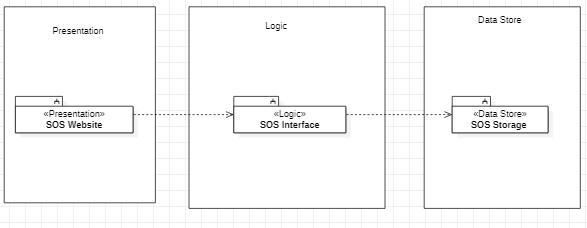 Presentation
Logic
Data Store
«Presentation»
SOS Website
«Logic»
SOS Interface
«Data Store»
SOS Storage